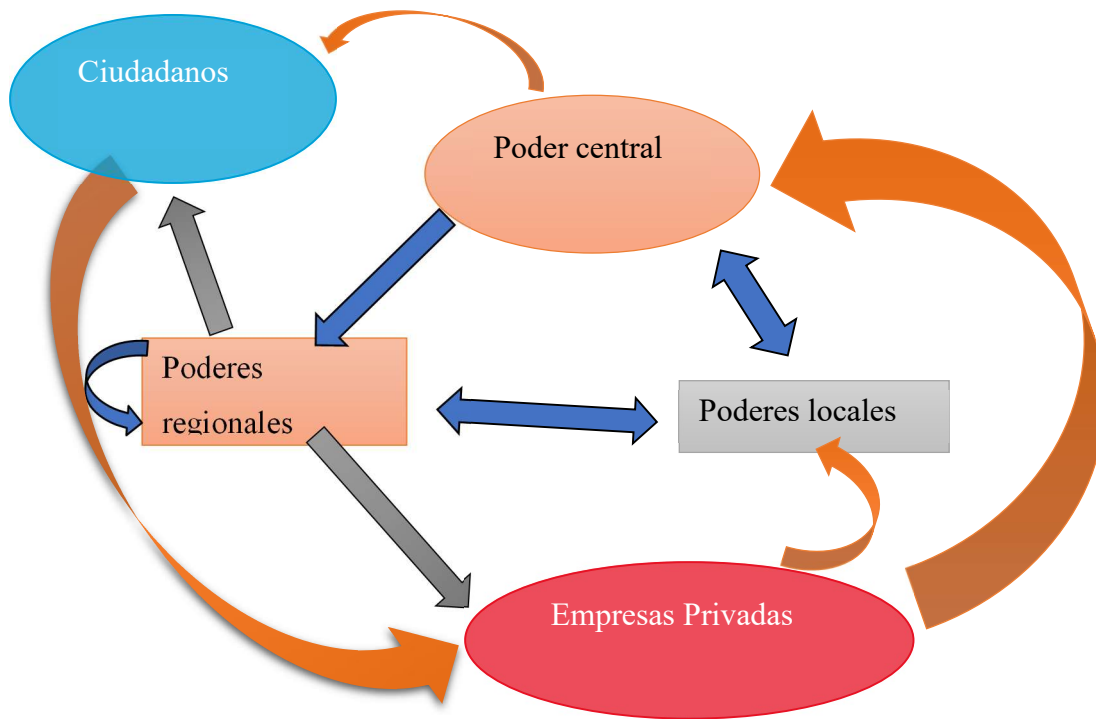 Ciudadanos
Poder central
Poderes
regionales
Poderes locales
Empresas Privadas